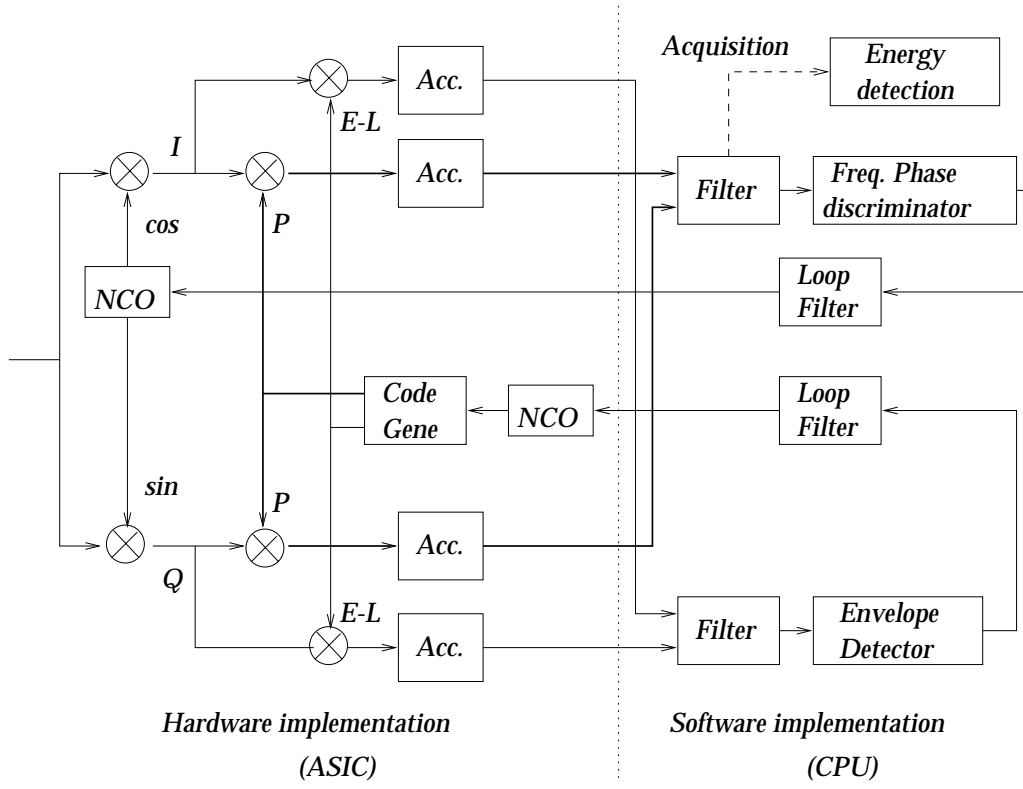 Acquisition
Energy
detection
Acc.
E-L
I
Acc.
Filter
Freq. Phase
discriminator
cos
P
NCO
Loop
Filter
Code
Gene
NCO
Loop
Filter
sin
P
Acc.
Q
E-L
Acc.
Filter
Envelope
Detector
Hardware implementation
(ASIC)
Software implementation
(CPU)